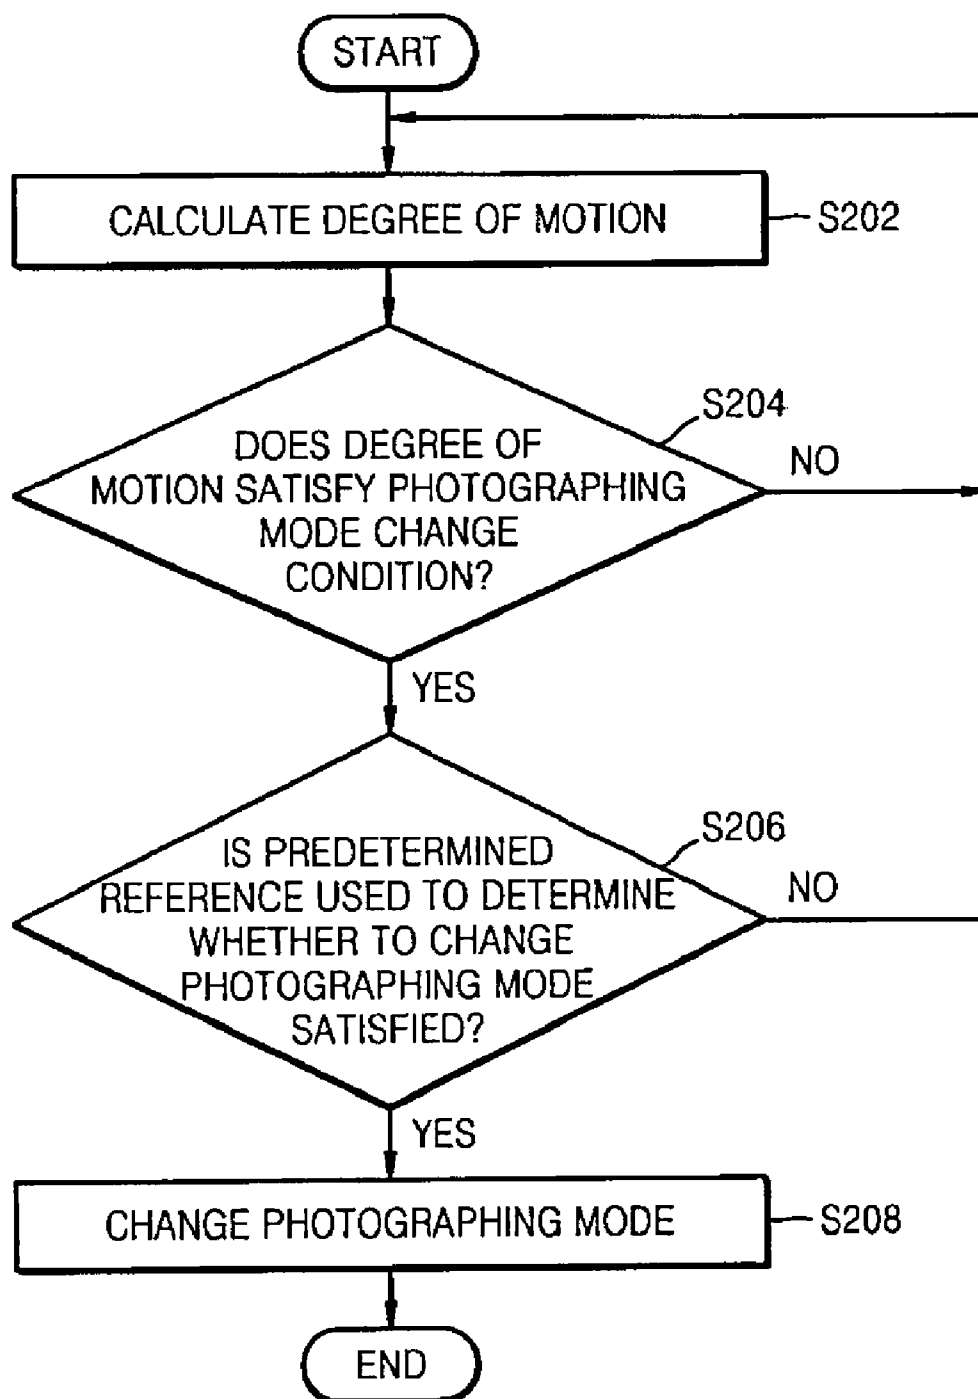 START
CALCULATE DEGREE OF MOTION
S202
S204
DOES DEGREE OF
MOTION SATISFY PHOTOGRAPHING
MODE CHANGE
CONDITION?
NO
YES
S206
IS PREDETERMINED
REFERENCE USED TO DETERMINE
WHETHER TO CHANGE
PHOTOGRAPHING MODE
SATISFIED?
NO
YES
CHANGE PHOTOGRAPHING MODE
S208
END